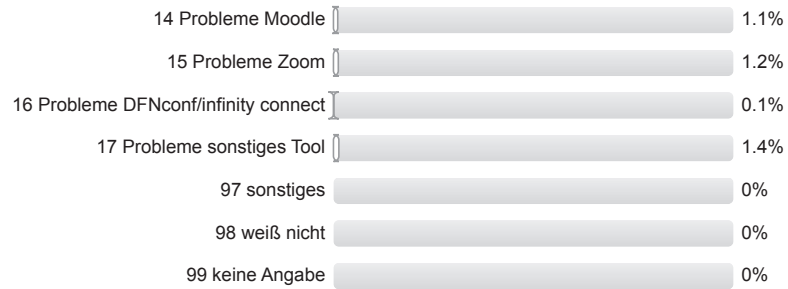 14 Probleme Moodle 1.1%
15 Probleme Zoom 1.2%
16 Probleme DFNconf/infinity connect 0.1%
17 Probleme sonstiges Tool 1.4%
97 sonstiges 0%
98 weiß nicht 0%
99 keine Angabe 0%